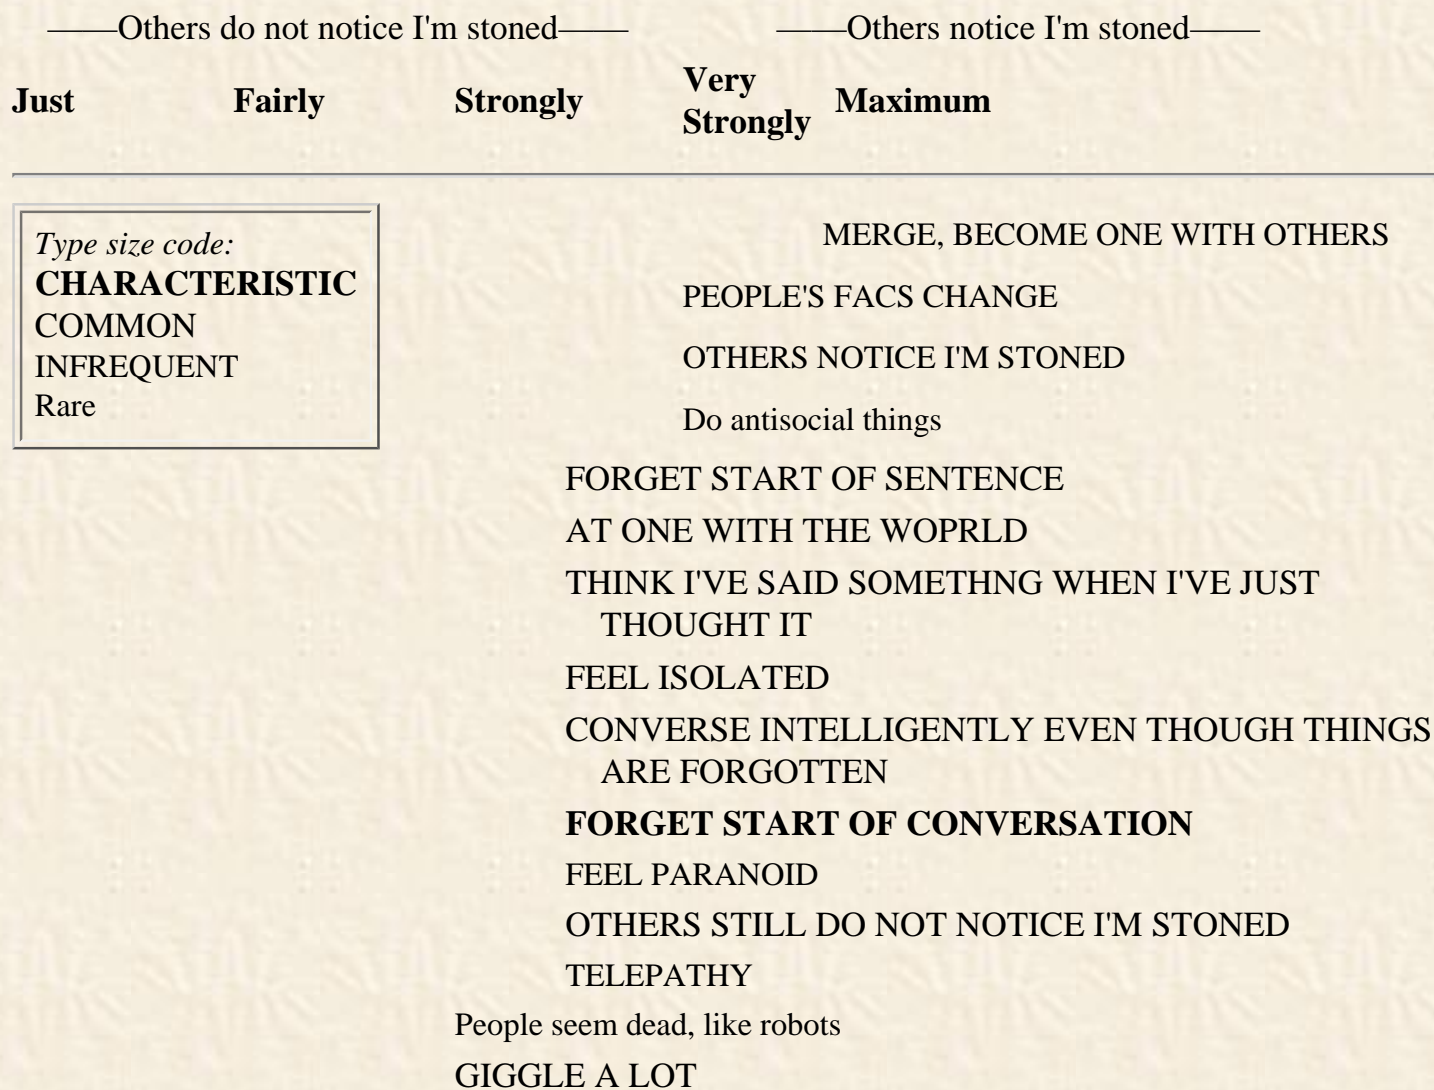 ——Others do not notice I'm stoned—— ——Others notice I'm stoned——
Just Fairly Strongly Very Strongly Maximum
Type size code:
CHARACTERISTIC
COMMON
INFREQUENT
Rare
MERGE, BECOME ONE WITH OTHERS
PEOPLE'S FACS CHANGE
OTHERS NOTICE I'M STONED
Do antisocial things
FORGET START OF SENTENCE
AT ONE WITH THE WOPRLD
THINK I'VE SAID SOMETHNG WHEN I'VE JUST
THOUGHT IT
FEEL ISOLATED
CONVERSE INTELLIGENTLY EVEN THOUGH THINGS
ARE FORGOTTEN
FORGET START OF CONVERSATION
FEEL PARANOID
OTHERS STILL DO NOT NOTICE I'M STONED
TELEPATHY
People seem dead, like robots
GIGGLE A LOT